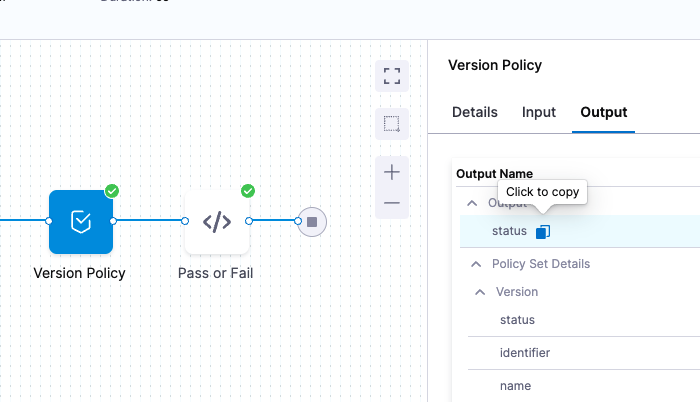 Version Policy
Details
Input
Output
Output Name
Click to copy
Output
status
Policy Set Details
Version
status
identifier
name
Version Policy
Pass or Fail